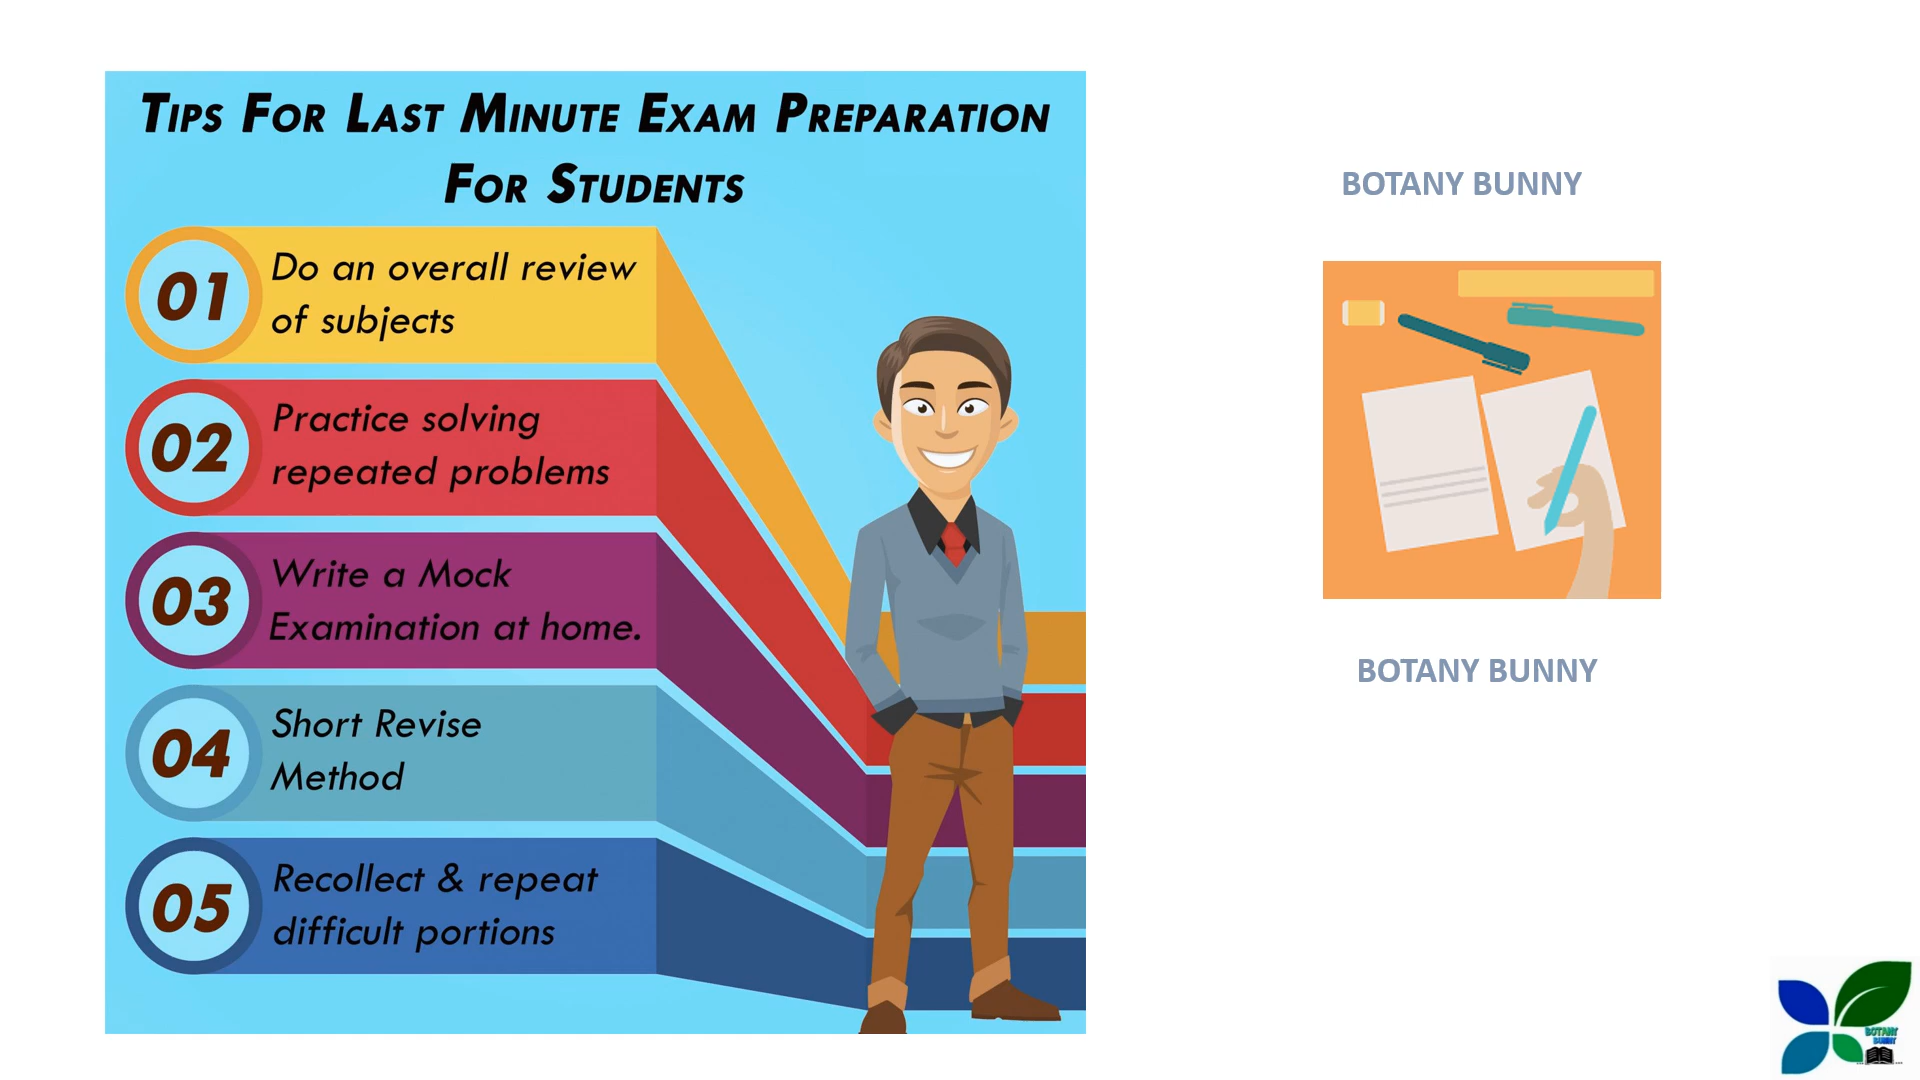 Tips For Last Minute Exam Preparation
For Students
01
Do an overall review
of subjects
02
Practice solving
repeated problems
03
Write a Mock
Examination at home.
04
Short Revise
Method
05
Recollect & repeat
difficult portions
BOTANY BUNNY
BOTANY BUNNY
BOTANY
BUNNY